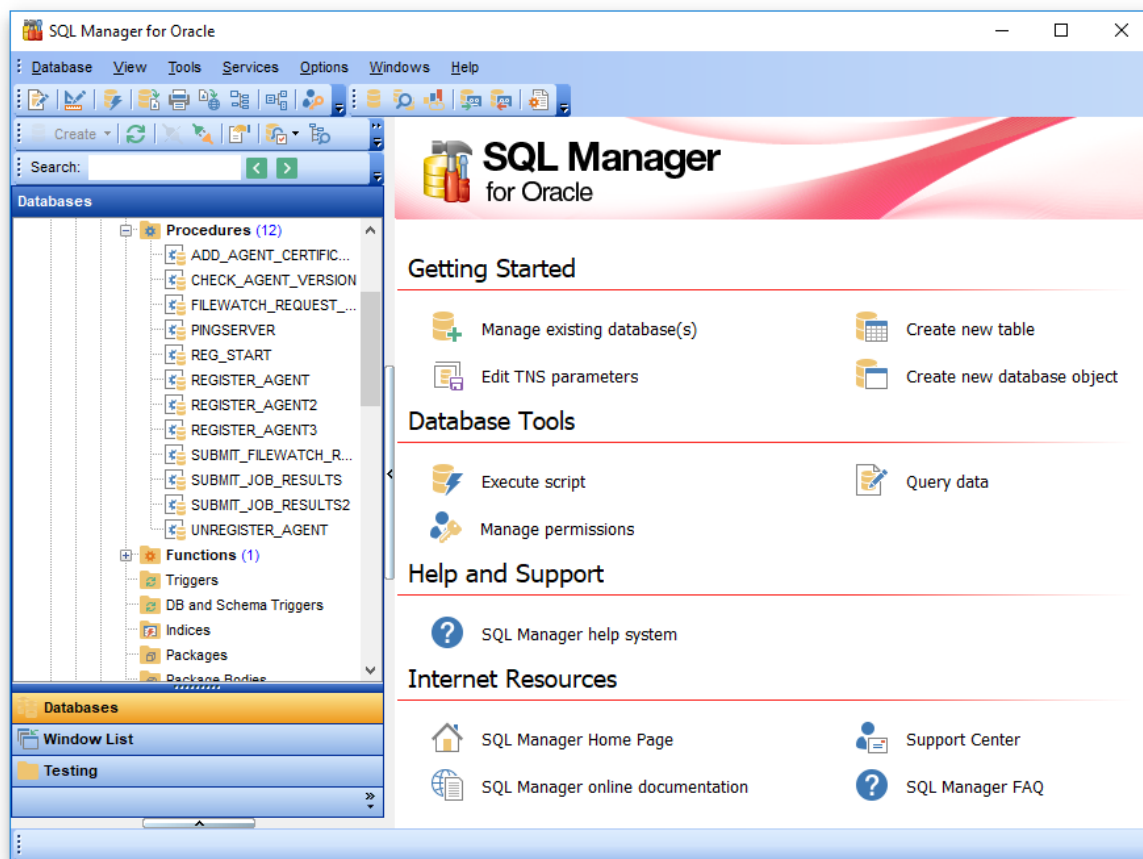 SQL Manager for Oracle
Database View Tools Services Options Windows Help
Create
Search:
Databases
Procedures (12)
ADD_AGENT_CERTIFIC...
CHECK_AGENT_VERSION
FILEWATCH_REQUEST_...
PINGSERVER
REG_START
REGISTER_AGENT
REGISTER_AGENT2
REGISTER_AGENT3
SUBMIT_FILEWATCH_R...
SUBMIT_JOB_RESULTS
SUBMIT_JOB_RESULTS2
UNREGISTER_AGENT
Functions (1)
Triggers
DB and Schema Triggers
Indices
Packages
Package Bodies
Databases
Window List
Testing
SQL Manager
for Oracle
Getting Started
Manage existing database(s)
Create new table
Edit TNS parameters
Create new database object
Database Tools
Execute script
Query data
Manage permissions
Help and Support
SQL Manager help system
Internet Resources
SQL Manager Home Page
Support Center
SQL Manager online documentation
SQL Manager FAQ